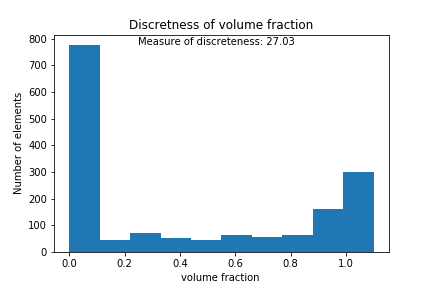 Discretness of volume fraction
Measure of discreteness: 27.03
800
700
600
500
400
300
200
100
0
Number of elements
0.0 0.2 0.4 0.6 0.8 1.0
volume fraction